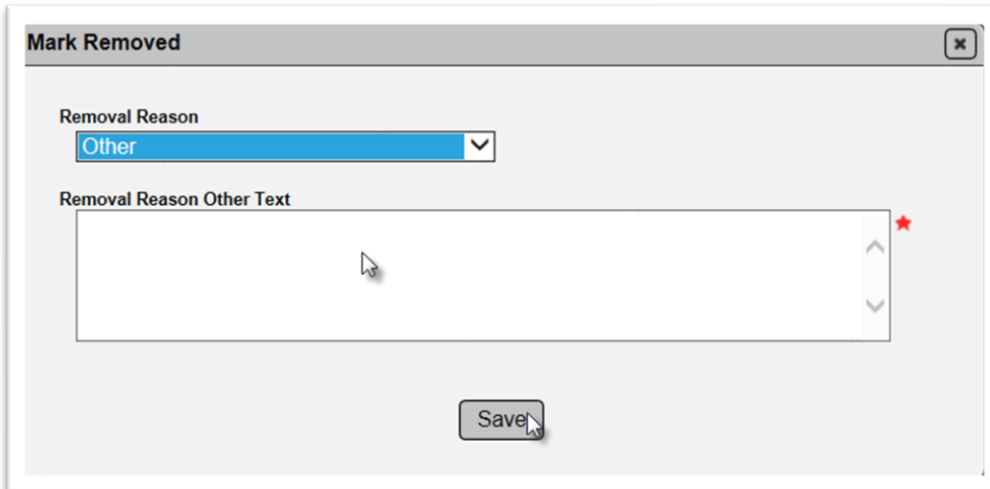 Mark Removed
Removal Reason
Other
Removal Reason Other Text
Save